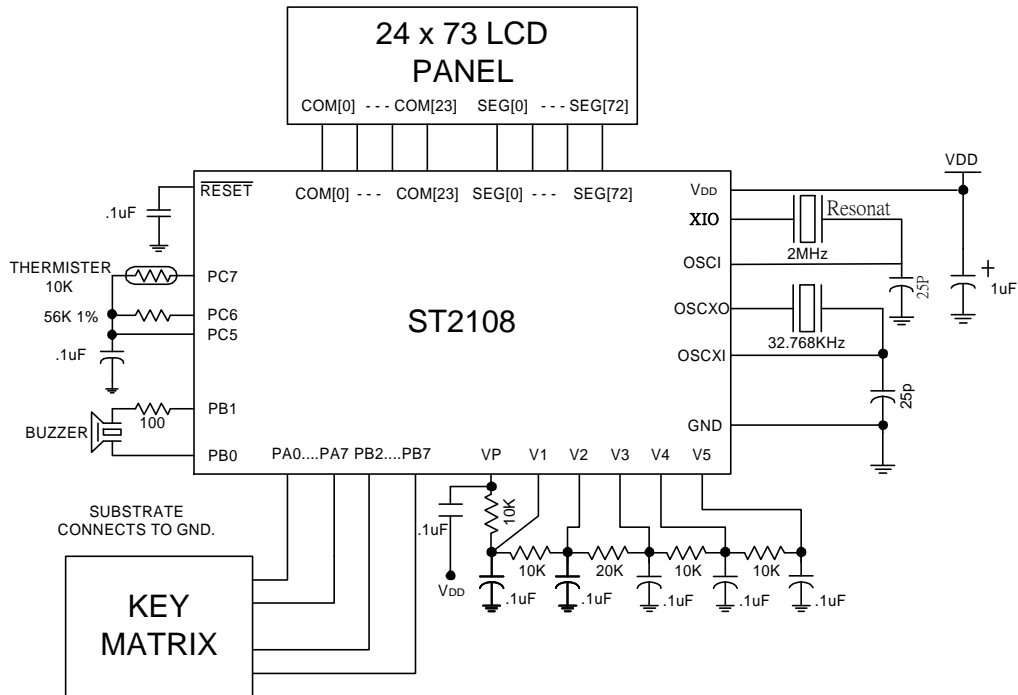 24 x 73 LCD
PANEL
COM[0] - - - COM[23] SEG[0] - - - SEG[72]
RESET
COM[0] - - - COM[23] SEG[0] - - - SEG[72]
VDD
VDD
.1uF
XIO
Resonat
2MHz
THERMISTER
10K
PC7
OSCI
25P
+
1uF
56K 1%
PC6
PC5
ST2108
OSCXO
32.768KHz
.1uF
OSCXI
25p
PB1
100
BUZZER
PB0
GND
PA0....PA7 PB2....PB7 VP V1 V2 V3 V4 V5
SUBSTRATE
CONNECTS TO GND.
.1uF
10K
VDD
10K 20K 10K 10K
.1uF .1uF .1uF .1uF .1uF
KEY
MATRIX